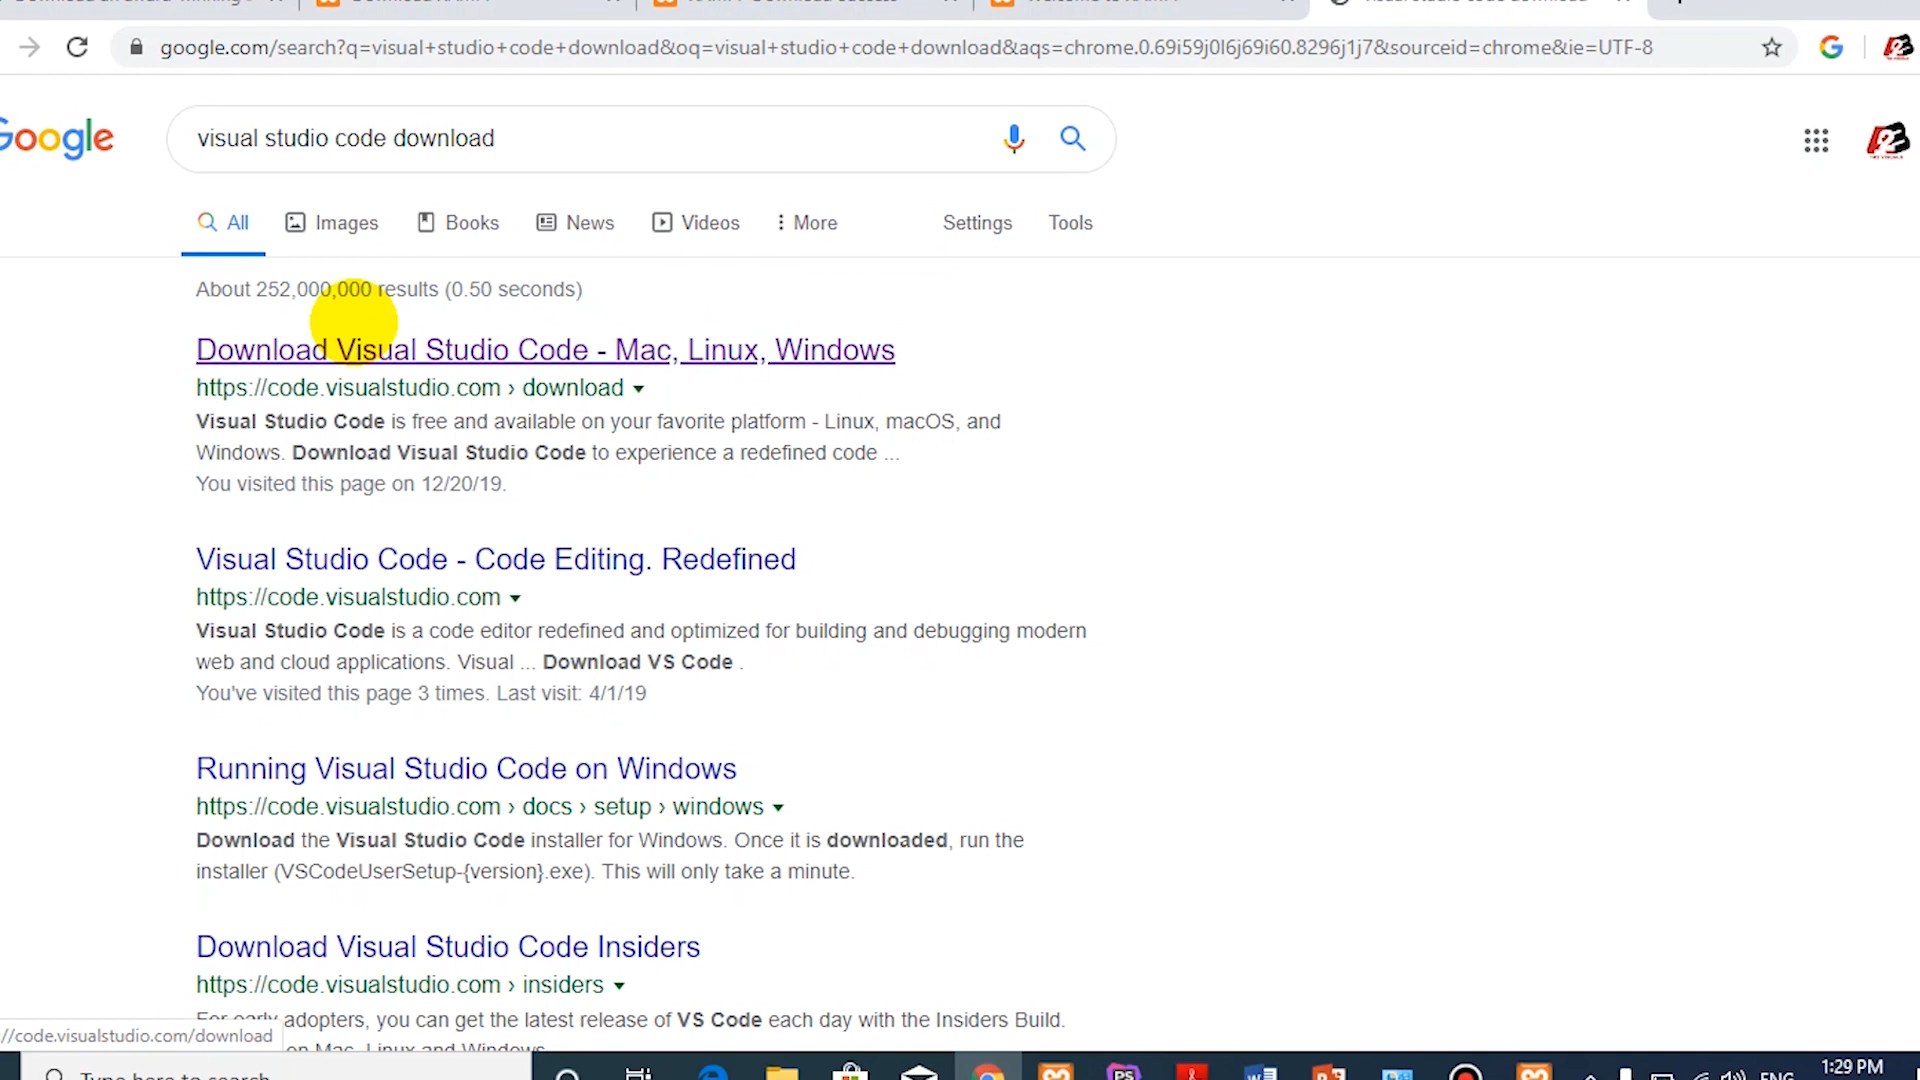 google.com/search?q=visual+studio+code+download&oq=visual+studio+code+download&aqs=chrome.0.69i59j0l6j69i60.8296j1j7&sourceid=chrome&ie=UTF-8
Google
visual studio code download
All Images Books News Videos More Settings Tools
About 252,000,000 results (0.50 seconds)
Download Visual Studio Code - Mac, Linux, Windows
https://code.visualstudio.com › download
Visual Studio Code is free and available on your favorite platform - Linux, macOS, and
Windows. Download Visual Studio Code to experience a redefined code ...
You visited this page on 12/20/19.
Visual Studio Code - Code Editing. Redefined
https://code.visualstudio.com
Visual Studio Code is a code editor redefined and optimized for building and debugging modern
web and cloud applications. Visual ... Download VS Code .
You've visited this page 3 times. Last visit: 4/1/19
Running Visual Studio Code on Windows
https://code.visualstudio.com › docs › setup › windows
Download the Visual Studio Code installer for Windows. Once it is downloaded, run the
installer (VSCodeUserSetup-{version}.exe). This will only take a minute.
Download Visual Studio Code Insiders
https://code.visualstudio.com › insiders
For early adopters, you can get the latest release of VS Code each day with the Insiders Build.
//code.visualstudio.com/download
on Mac, Linux and Windows.
Type here to search
PS
ENG
1:29 PM